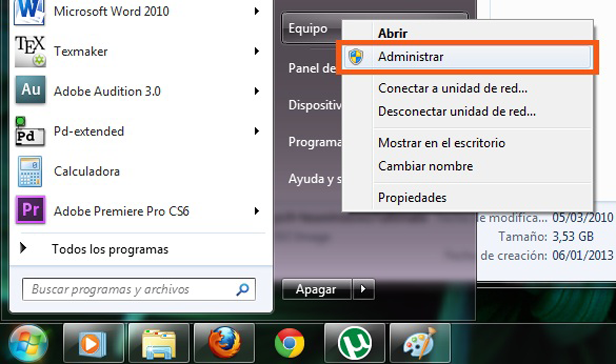 Microsoft Word 2010
TEX
Texmaker
Au
Adobe Audition 3.0
Pd
Pd-extended
Calculadora
Pr
Adobe Premiere Pro CS6
Todos los programas
Buscar programas y archivos
Equipo
Panel de
Dispositiv
Programa
Ayuda y s
Apagar
Abrir
Administrar
Conectar a unidad de red...
Desconectar unidad de red...
Mostrar en el escritorio
Cambiar nombre
Propiedades
de modifica... 05/03/2010
Tamaño: 3,53 GB
Fecha de creación: 06/01/2013